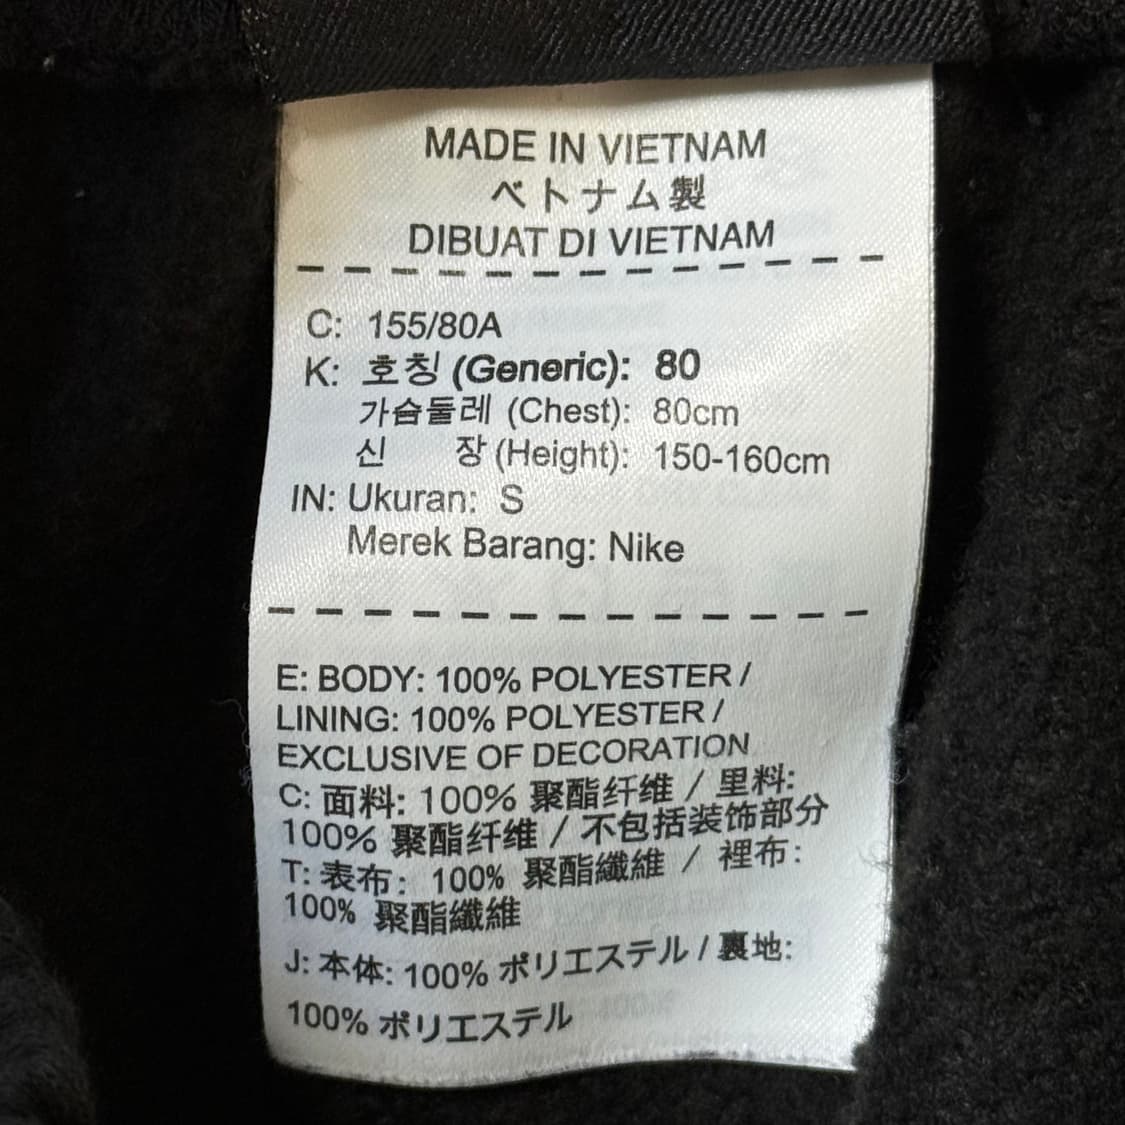 MADE IN VIETNAM
ベトナム製
DIBUAT DI VIETNAM
C: 155/80A
K: 호칭 (Generic): 80
가슴둘레 (Chest): 80cm
신 장 (Height): 150-160cm
IN: Ukuran: S
Merek Barang: Nike
E: BODY: 100% POLYESTER /
LINING: 100% POLYESTER /
EXCLUSIVE OF DECORATION
C: 面料: 100% 聚酯纤维 / 里料:
100% 聚酯纤维 / 不包括装饰部分
T: 表布: 100% 聚酯纖維 / 裡布:
100% 聚酯纖維
J: 本体: 100% ポリエステル / 裏地:
100% ポリエステル